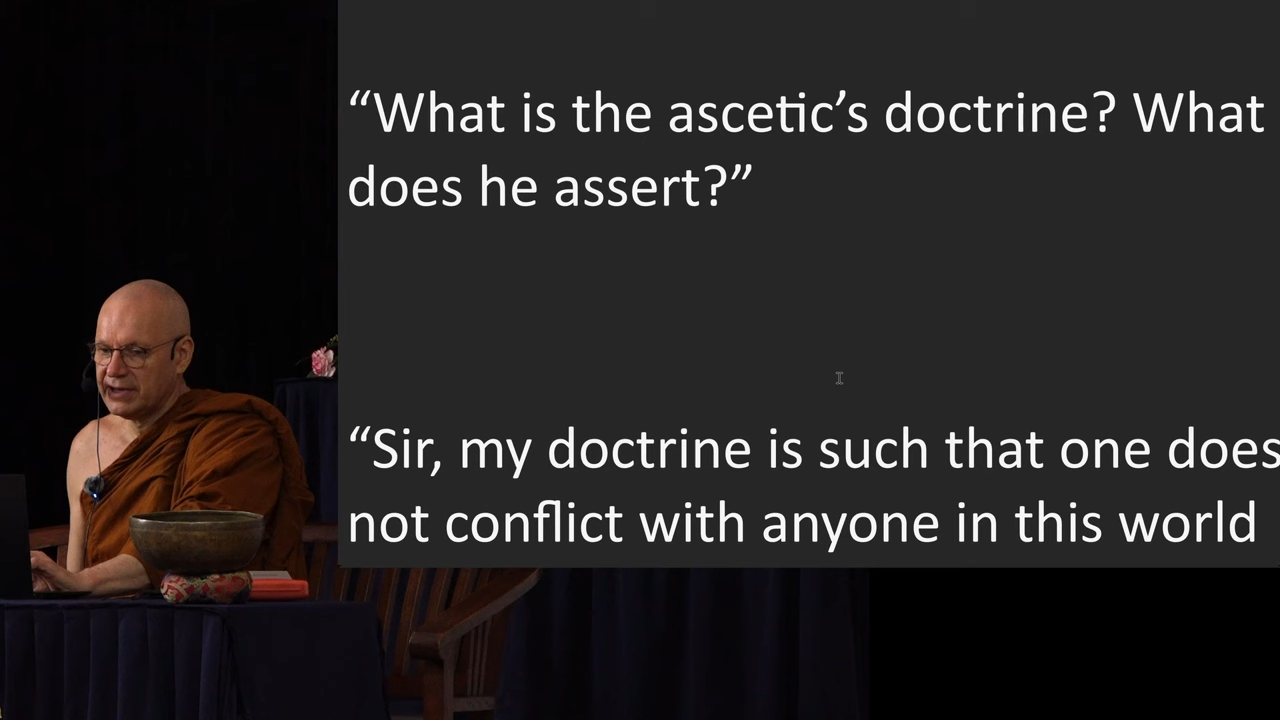 “What is the ascetic’s doctrine? What
does he assert?”
“Sir, my doctrine is such that one does
not conflict with anyone in this world